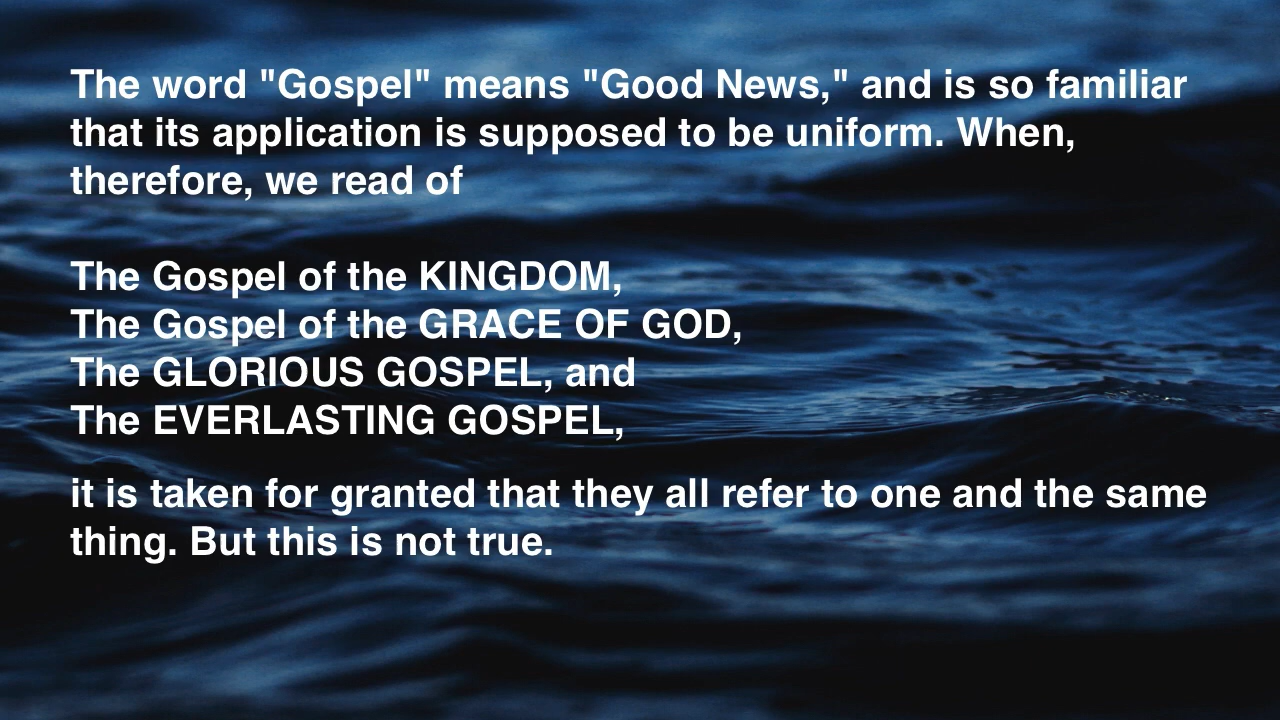 The word "Gospel" means "Good News," and is so familiar
that its application is supposed to be uniform. When,
therefore, we read of
The Gospel of the KINGDOM,
The Gospel of the GRACE OF GOD,
The GLORIOUS GOSPEL, and
The EVERLASTING GOSPEL,
it is taken for granted that they all refer to one and the same
thing. But this is not true.